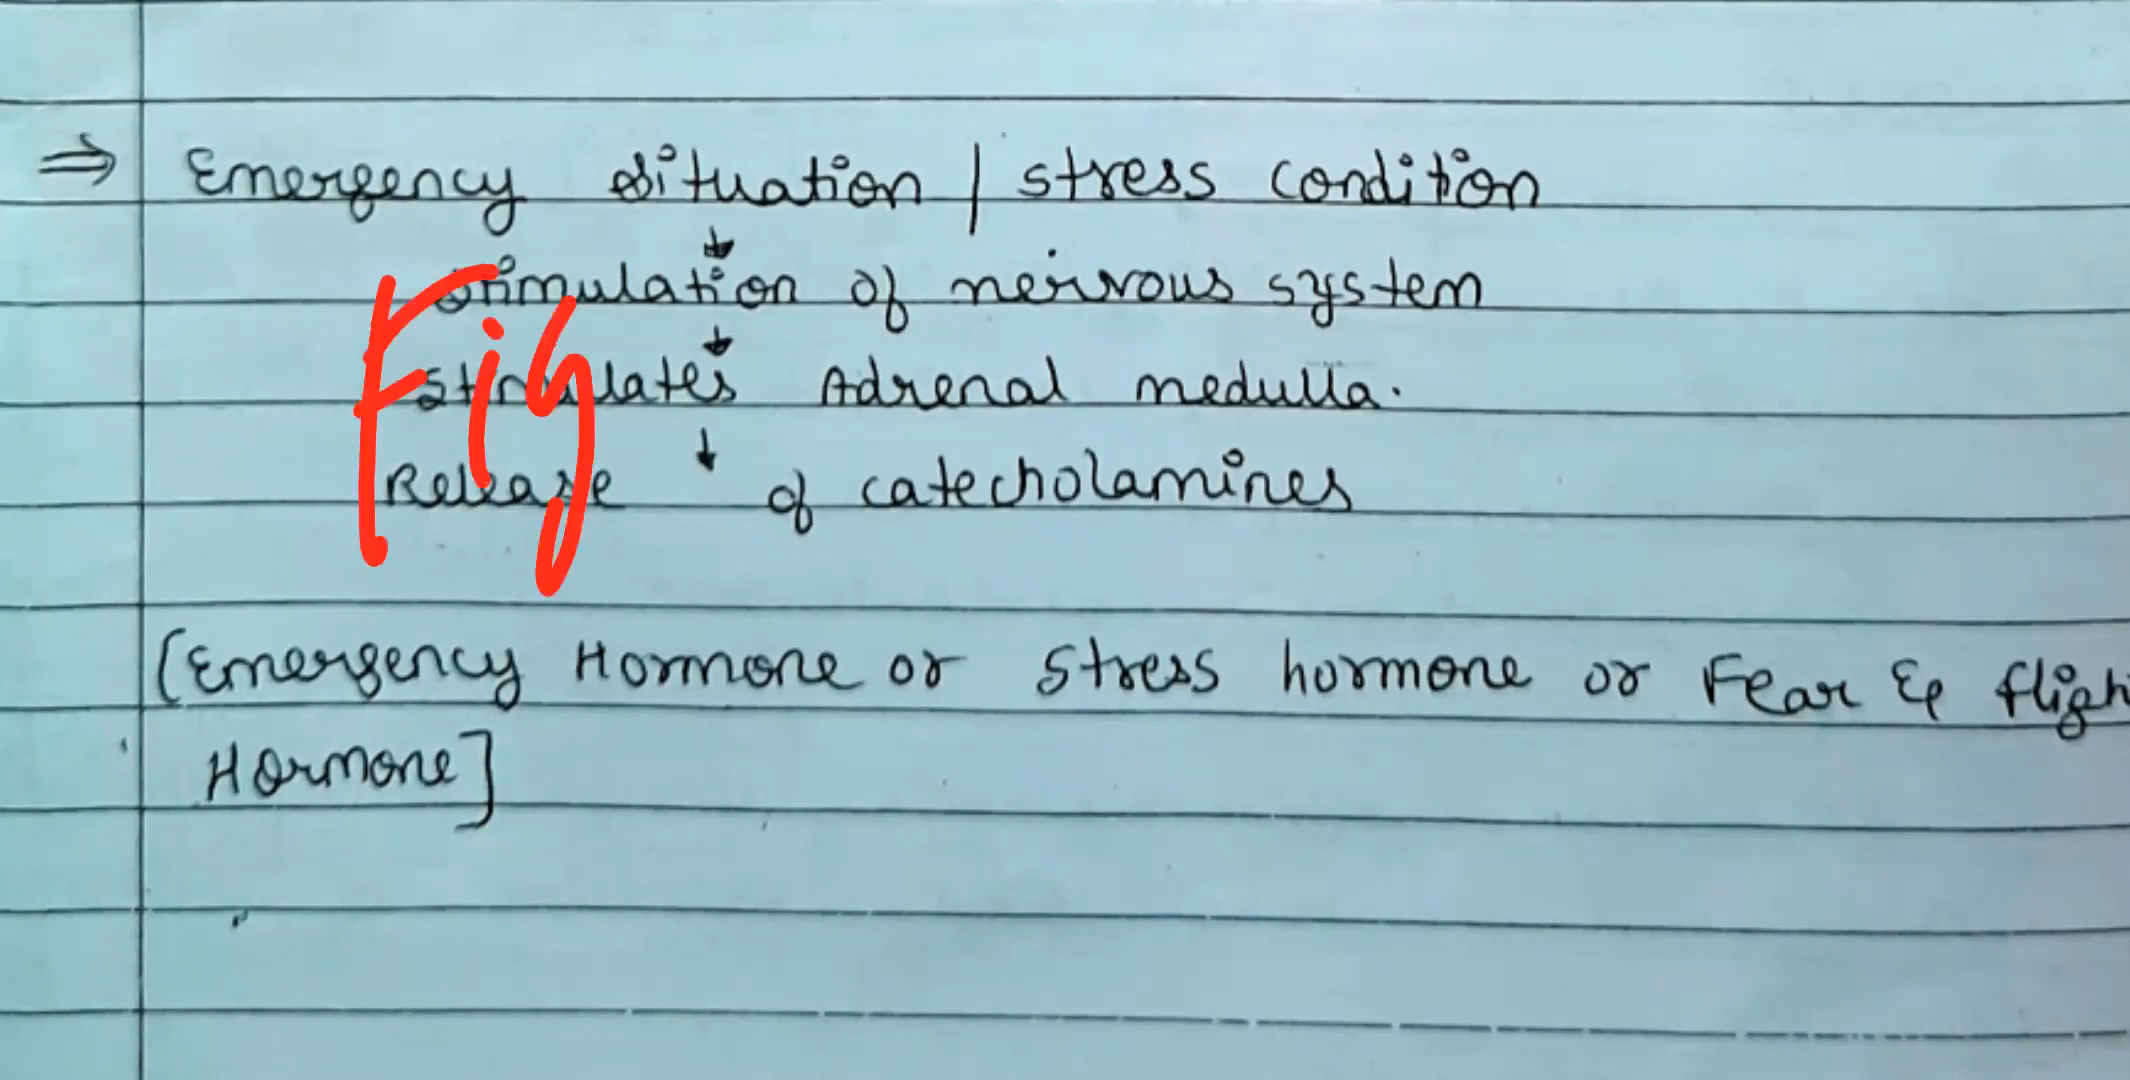 ⇒ Emergency situation / stress condition
↓
stimulation of nervous system
↓
stimulates Adrenal medulla.
↓
Release of catecholamines
Fig
(Emergency Hormone or stress hormone or Fear & fligh
Hormone]